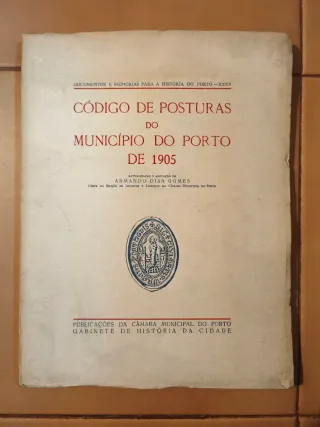 DOCUMENTOS E MEMÓRIAS PARA A HISTÓRIA DO PORTO
CÓDIGO DE POSTURAS
DO
MUNICÍPIO DO PORTO
DE 1905
ARMANDO DIAS GOMES
PUBLICAÇÕES DA CÂMARA MUNICIPAL DO PORTO
GABINETE DE HISTÓRIA DA CIDADE